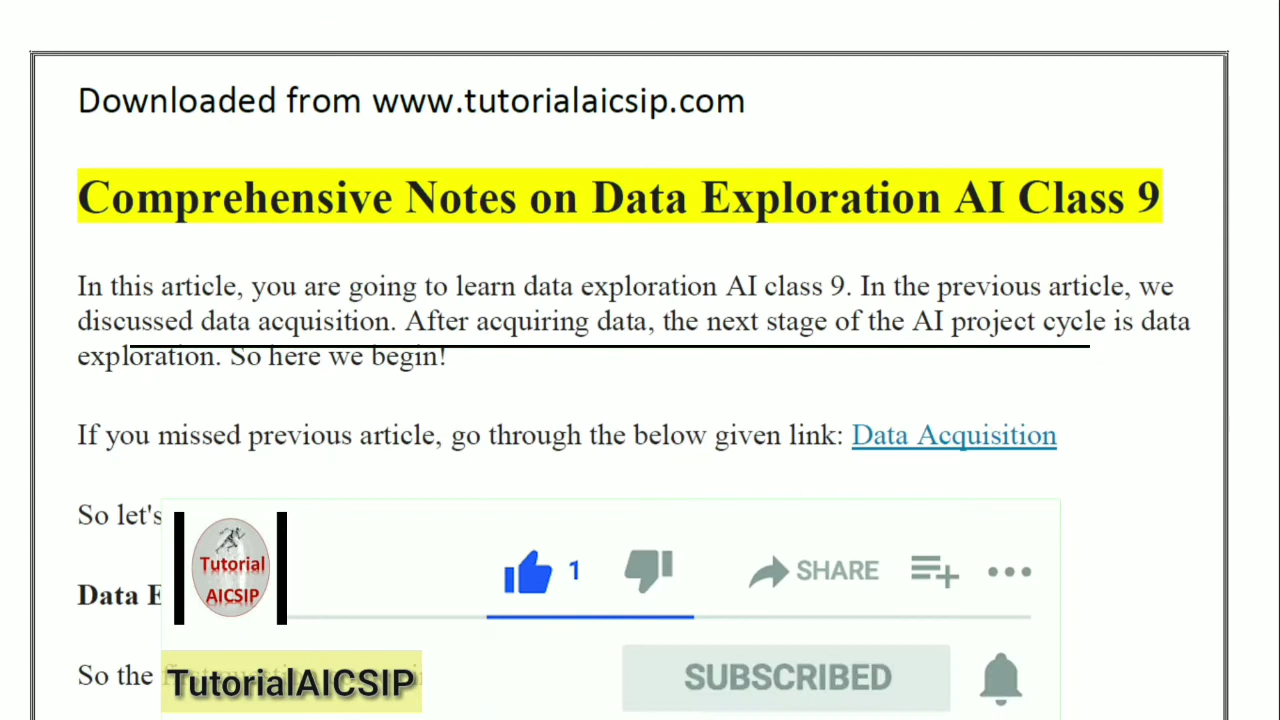 Downloaded from www.tutorialaicsip.com
Comprehensive Notes on Data Exploration AI Class 9
In this article, you are going to learn data exploration AI class 9. In the previous article, we
discussed data acquisition. After acquiring data, the next stage of the AI project cycle is data
exploration. So here we begin!
If you missed previous article, go through the below given link: Data Acquisition
So let's
Tutorial
AICSIP
1
SHARE
Data E
So the
TutorialAICSIP
SUBSCRIBED